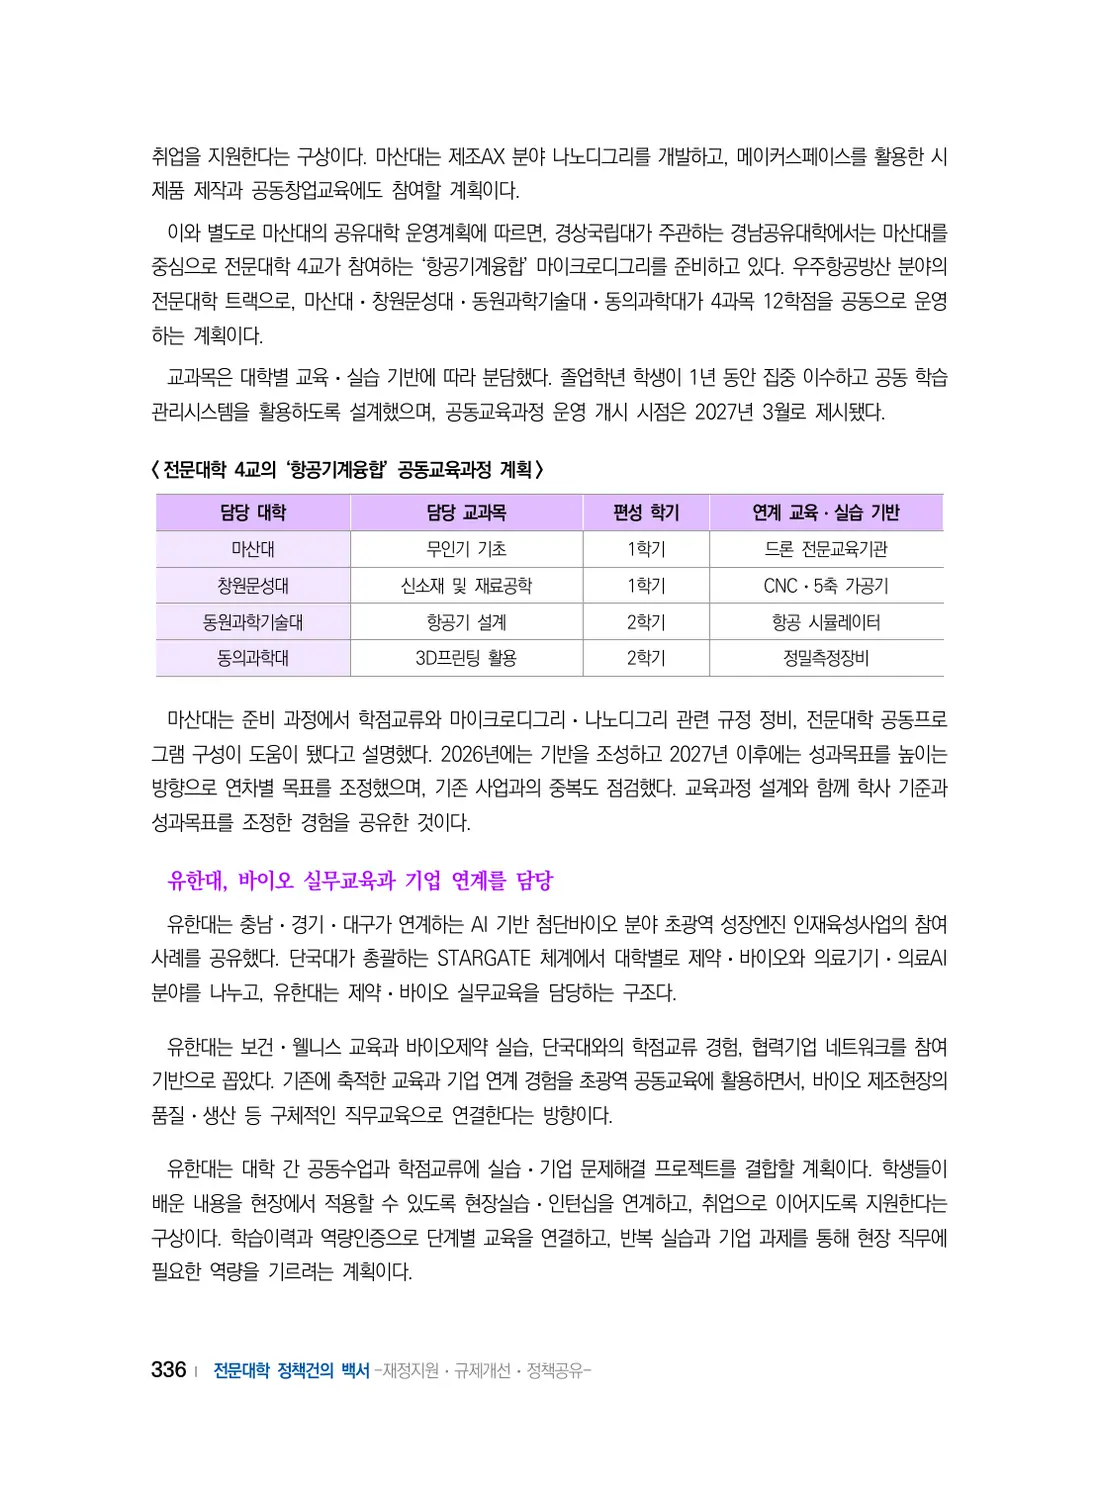 취업을 지원한다는 구상이다. 마산대는 제조AX 분야 나노디그리를 개발하고, 메이커스페이스를 활용한 시
제품 제작과 공동창업교육에도 참여할 계획이다.
이와 별도로 마산대의 공유대학 운영계획에 따르면, 경상국립대가 주관하는 경남공유대학에서는 마산대를
중심으로 전문대학 4교가 참여하는 ‘항공기계융합’ 마이크로디그리를 준비하고 있다. 우주항공방산 분야의
전문대학 트랙으로, 마산대·창원문성대·동원과학기술대·동의과학대가 4과목 12학점을 공동으로 운영
하는 계획이다.
교과목은 대학별 교육·실습 기반에 따라 분담했다. 졸업학년 학생이 1년 동안 집중 이수하고 공동 학습
관리시스템을 활용하도록 설계했으며, 공동교육과정 운영 개시 시점은 2027년 3월로 제시됐다.
< 전문대학 4교의 ‘항공기계융합’ 공동교육과정 계획 >
담당 대학 담당 교과목 편성 학기 연계 교육·실습 기반
마산대 무인기 기초 1학기 드론 전문교육기관
창원문성대 신소재 및 재료공학 1학기 CNC·5축 가공기
동원과학기술대 항공기 설계 2학기 항공 시뮬레이터
동의과학대 3D프린팅 활용 2학기 정밀측정장비
마산대는 준비 과정에서 학점교류와 마이크로디그리·나노디그리 관련 규정 정비, 전문대학 공동프로
그램 구성이 도움이 됐다고 설명했다. 2026년에는 기반을 조성하고 2027년 이후에는 성과목표를 높이는
방향으로 연차별 목표를 조정했으며, 기존 사업과의 중복도 점검했다. 교육과정 설계와 함께 학사 기준과
성과목표를 조정한 경험을 공유한 것이다.
유한대, 바이오 실무교육과 기업 연계를 담당
유한대는 충남·경기·대구가 연계하는 AI 기반 첨단바이오 분야 초광역 성장엔진 인재육성사업의 참여
사례를 공유했다. 단국대가 총괄하는 STARGATE 체계에서 대학별로 제약·바이오와 의료기기·의료AI
분야를 나누고, 유한대는 제약·바이오 실무교육을 담당하는 구조다.
유한대는 보건·웰니스 교육과 바이오제약 실습, 단국대와의 학점교류 경험, 협력기업 네트워크를 참여
기반으로 꼽았다. 기존에 축적한 교육과 기업 연계 경험을 초광역 공동교육에 활용하면서, 바이오 제조현장의
품질·생산 등 구체적인 직무교육으로 연결한다는 방향이다.
유한대는 대학 간 공동수업과 학점교류에 실습·기업 문제해결 프로젝트를 결합할 계획이다. 학생들이
배운 내용을 현장에서 적용할 수 있도록 현장실습·인턴십을 연계하고, 취업으로 이어지도록 지원한다는
구상이다. 학습이력과 역량인증으로 단계별 교육을 연결하고, 반복 실습과 기업 과제를 통해 현장 직무에
필요한 역량을 기르려는 계획이다.
336 | 전문대학 정책건의 백서 -재정지원·규제개선·정책공유-